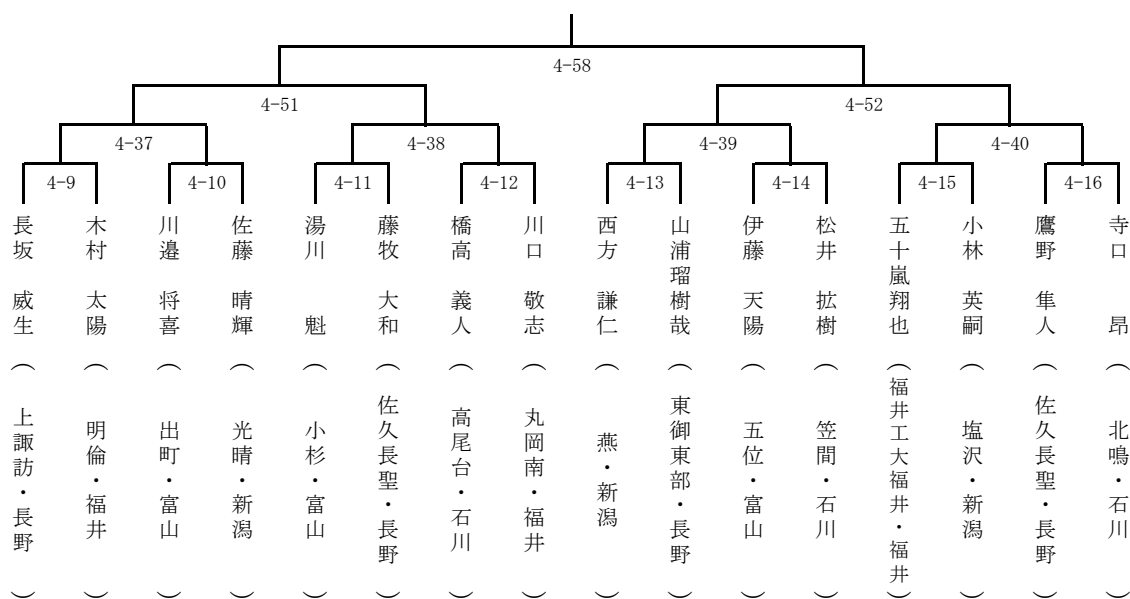 4-58
4-51
4-52
4-37
4-38
4-39
4-40
4-9
4-10
4-11
4-12
4-13
4-14
4-15
4-16
長坂 威生（上諏訪・長野）
木村 太陽（明倫・福井）
川邉 将喜（出町・富山）
佐藤 晴輝（光晴・新潟）
湯川 魁（小杉・富山）
藤牧 大和（佐久長聖・長野）
橋高 義人（高尾台・石川）
川口 敬志（丸岡南・福井）
西方 謙仁（燕・新潟）
山浦瑠樹哉（東御東部・長野）
伊藤 天陽（五位・富山）
松井 拡樹（笠間・石川）
五十嵐翔也（福井工大福井・福井）
小林 英嗣（塩沢・新潟）
鷹野 隼人（佐久長聖・長野）
寺口 昂（北鳴・石川）